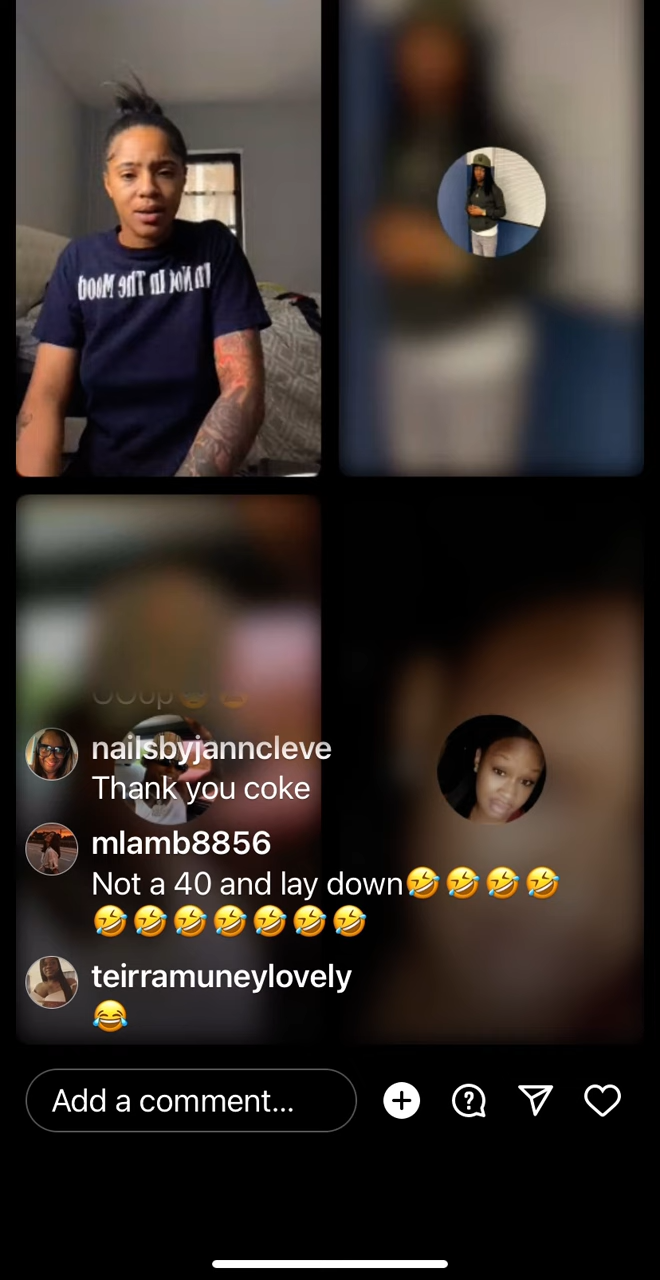 I'm Not In The Mood
nailsbyjanncleve
Thank you coke
mlamb8856
Not a 40 and lay down🤣🤣🤣🤣
🤣🤣🤣🤣🤣🤣🤣
teirramuneylovely
😂
Add a comment...